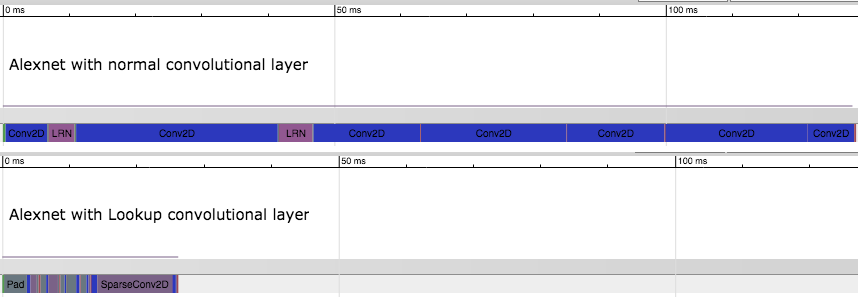 0 ms 50 ms 100 ms
Alexnet with normal convolutional layer
Conv2D LRN Conv2D LRN Conv2D Conv2D Conv2D Conv2D Conv2D
0 ms 50 ms 100 ms
Alexnet with Lookup convolutional layer
Pad SparseConv2D